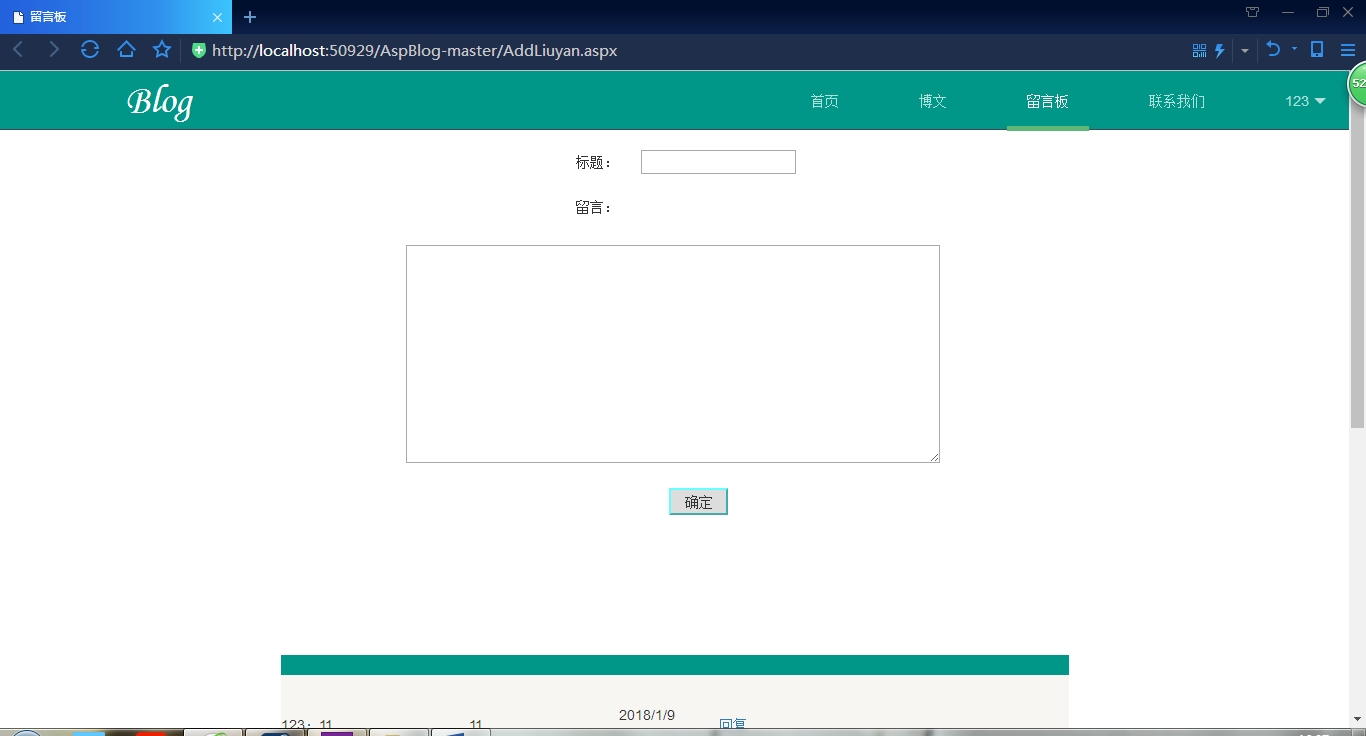 留言板
http://localhost:50929/AspBlog-master/AddLiuyan.aspx
52
Blog 首页 博文 留言板 联系我们 123
标题：
留言：
确定
2018/1/9
123：11 11 回复